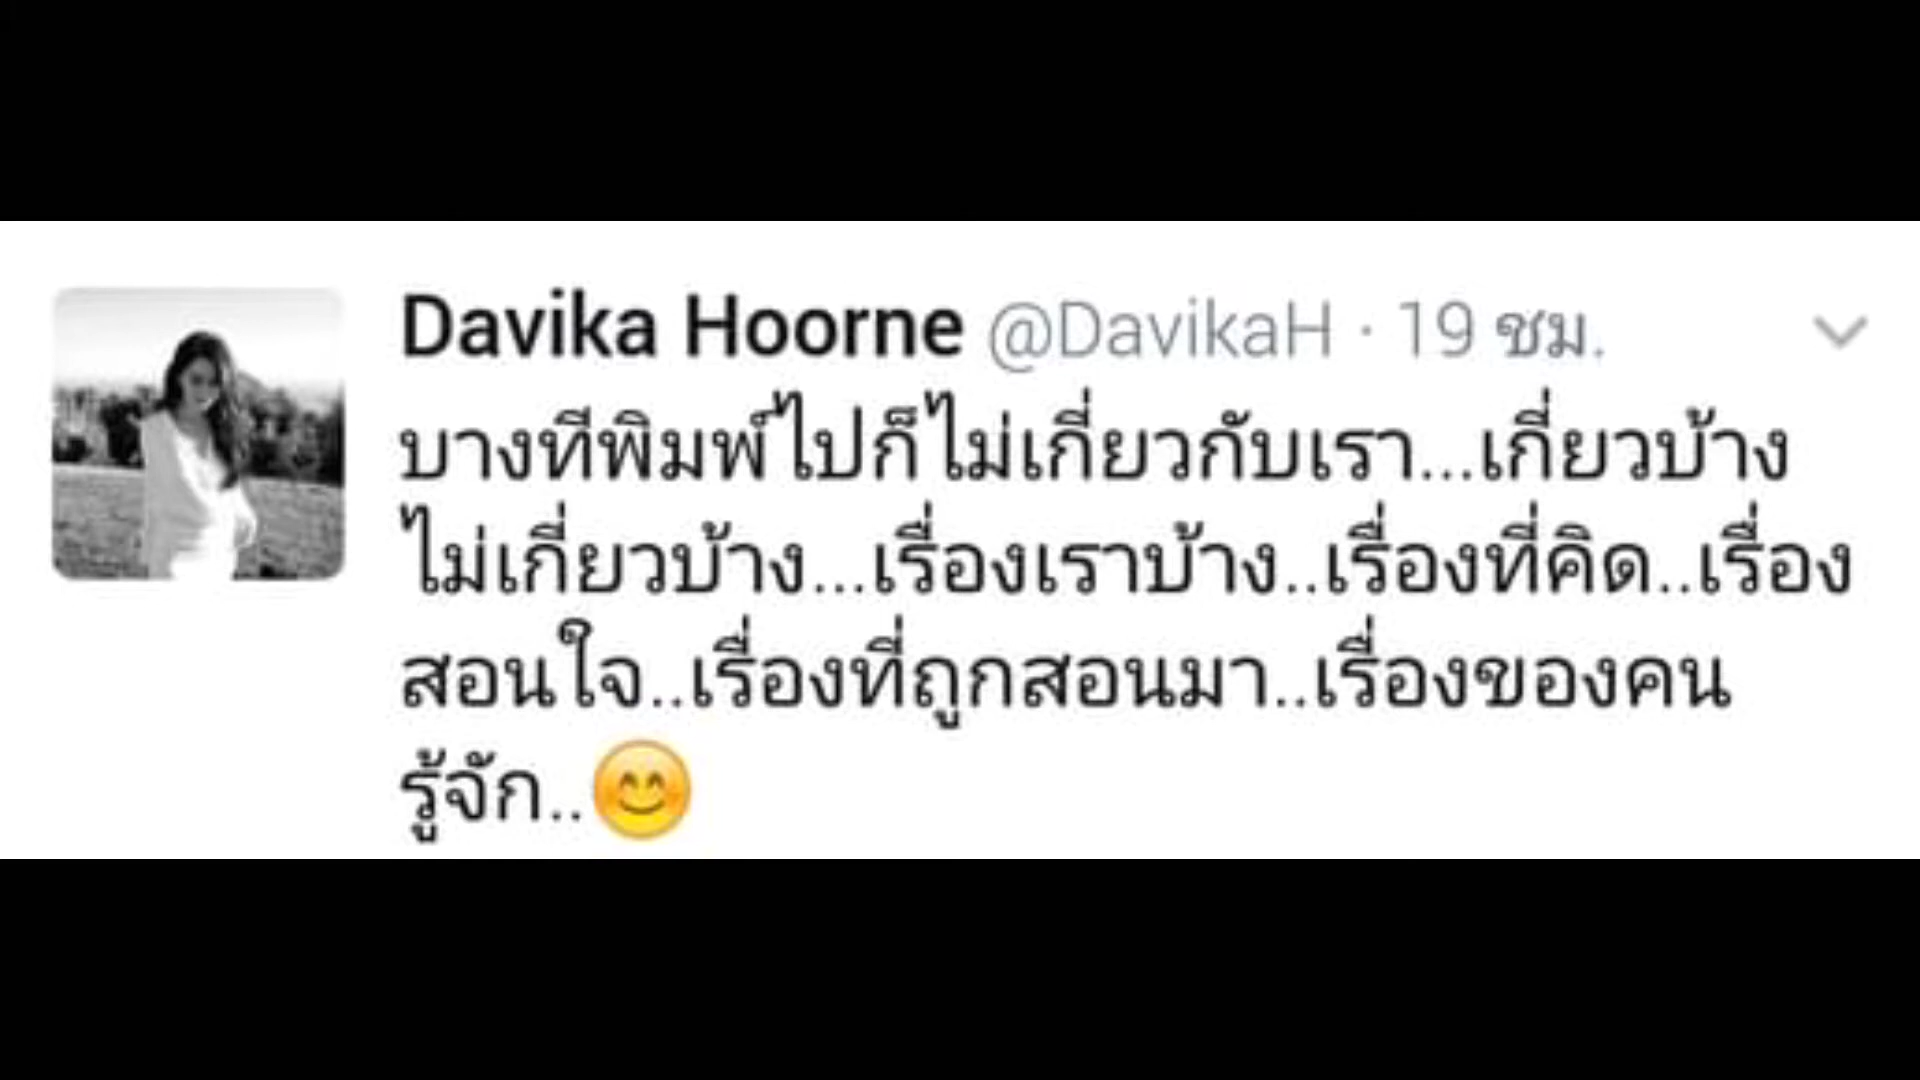 Davika Hoorne @DavikaH · 19 ชม.
บางทีพิมพ์ไปก็ไม่เกี่ยวกับเรา...เกี่ยวบ้าง
ไม่เกี่ยวบ้าง...เรื่องเราบ้าง..เรื่องที่คิด..เรื่อง
สอนใจ..เรื่องที่ถูกสอนมา..เรื่องของคน
รู้จัก..😊